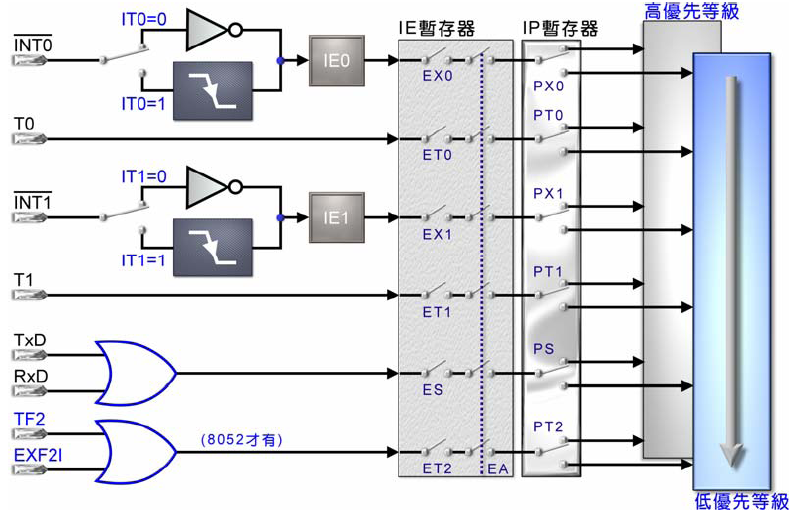 高優先等級
IE暫存器
IP暫存器
IT0=0
INT0
IE0
EX0
PX0
IT0=1
T0
ET0
PT0
IT1=0
INT1
IE1
EX1
PX1
IT1=1
T1
ET1
PT1
TxD
RxD
ES
PS
TF2
EXF2I
(8052才有)
ET2
EA
PT2
低優先等級